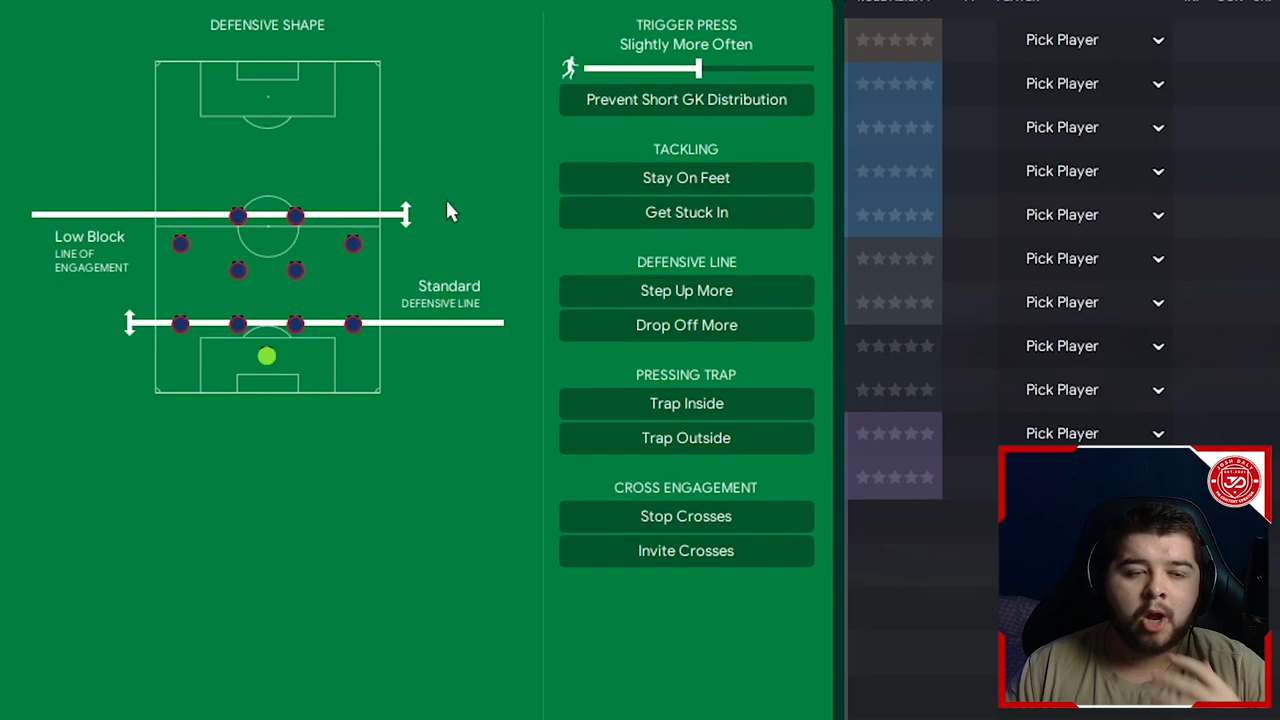 DEFENSIVE SHAPE
Low Block
LINE OF
ENGAGEMENT
Standard
DEFENSIVE LINE
TRIGGER PRESS
Slightly More Often
Prevent Short GK Distribution
TACKLING
Stay On Feet
Get Stuck In
DEFENSIVE LINE
Step Up More
Drop Off More
PRESSING TRAP
Trap Inside
Trap Outside
CROSS ENGAGEMENT
Stop Crosses
Invite Crosses
Pick Player
Pick Player
Pick Player
Pick Player
Pick Player
Pick Player
Pick Player
Pick Player
Pick Player
Pick Player
JOSH DALY
JD